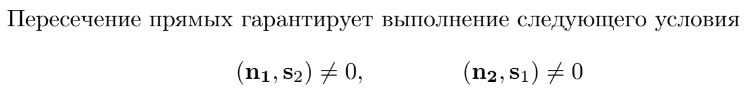 Пересечение прямых гарантирует выполнение следующего условия
(n₁, s₂) ≠ 0, (n₂, s₁) ≠ 0